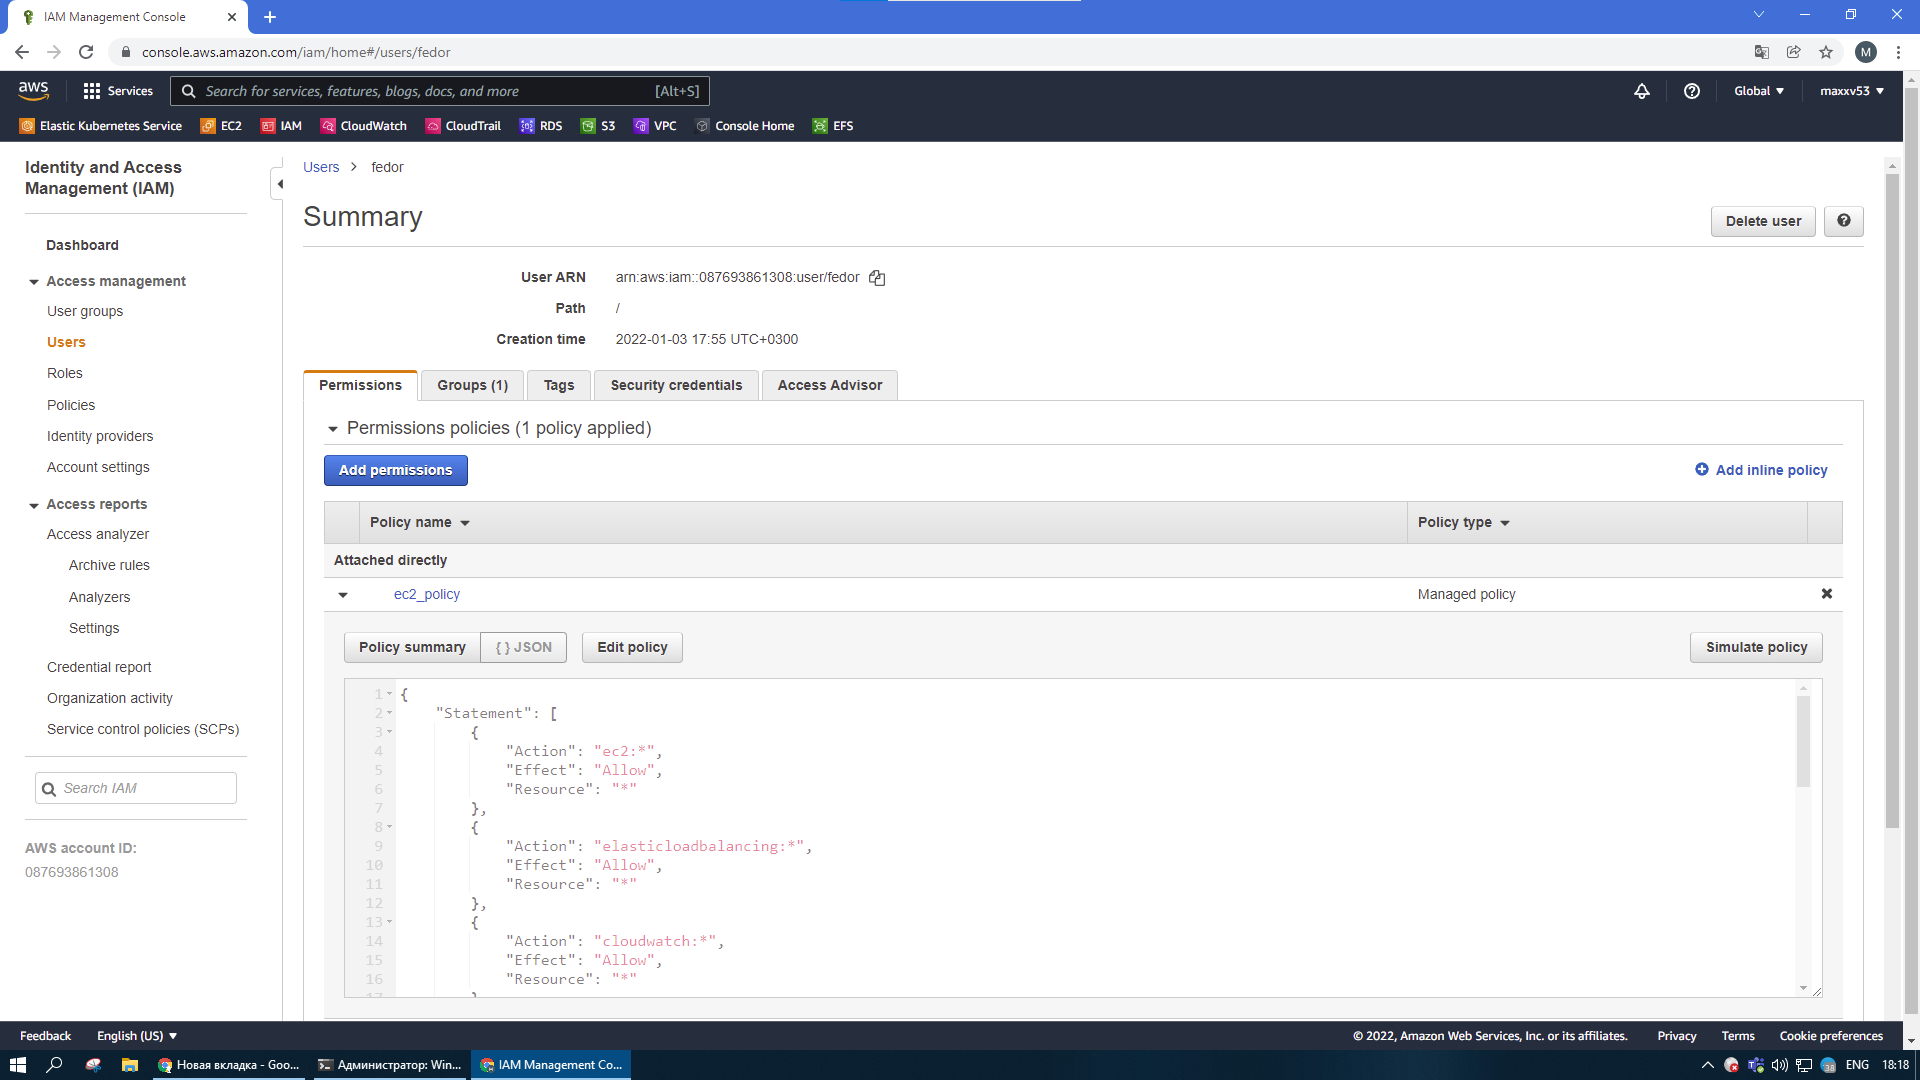 IAM Management Console
console.aws.amazon.com/iam/home#/users/fedor
M
aws
Services
Search for services, features, blogs, docs, and more
[Alt+S]
Global
maxxv53
Elastic Kubernetes Service
EC2
IAM
CloudWatch
CloudTrail
RDS
S3
VPC
Console Home
EFS
Identity and Access
Management (IAM)
Dashboard
Access management
User groups
Users
Roles
Policies
Identity providers
Account settings
Access reports
Access analyzer
Archive rules
Analyzers
Settings
Credential report
Organization activity
Service control policies (SCPs)
Search IAM
AWS account ID:
087693861308
Users > fedor
Summary
Delete user
User ARN arn:aws:iam::087693861308:user/fedor
Path /
Creation time 2022-01-03 17:55 UTC+0300
Permissions
Groups (1)
Tags
Security credentials
Access Advisor
Permissions policies (1 policy applied)
Add permissions
Add inline policy
Policy name
Policy type
Attached directly
ec2_policy
Managed policy
Policy summary
{ } JSON
Edit policy
Simulate policy
1 {
2 "Statement": [
3 {
4 "Action": "ec2:*",
5 "Effect": "Allow",
6 "Resource": "*"
7 },
8 {
9 "Action": "elasticloadbalancing:*",
10 "Effect": "Allow",
11 "Resource": "*"
12 },
13 {
14 "Action": "cloudwatch:*",
15 "Effect": "Allow",
16 "Resource": "*"
17 }
Feedback
English (US)
© 2022, Amazon Web Services, Inc. or its affiliates.
Privacy
Terms
Cookie preferences
Новая вкладка - Goo...
Администратор: Win...
IAM Management Co...
38
ENG
18:18